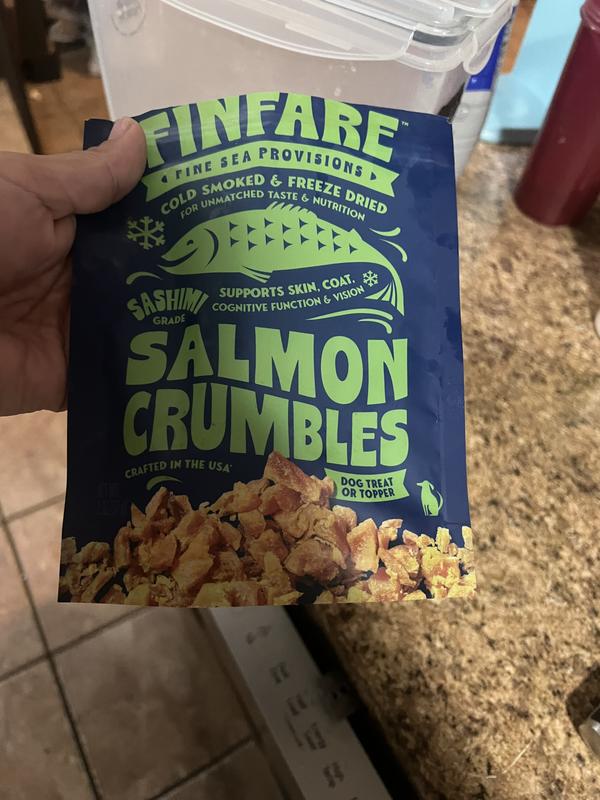 FINFARE™
FINE SEA PROVISIONS
COLD SMOKED & FREEZE DRIED
FOR UNMATCHED TASTE & NUTRITION
SASHIMI
GRADE
SUPPORTS SKIN, COAT,
COGNITIVE FUNCTION & VISION
SALMON
CRUMBLES
CRAFTED IN THE USA*
DOG TREAT
OR TOPPER